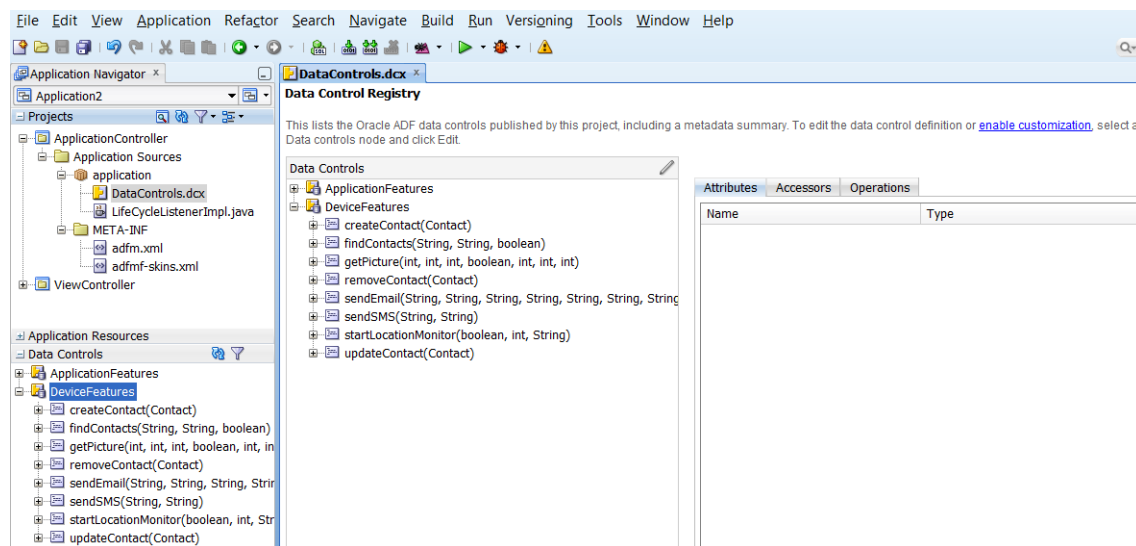 File Edit View Application Refactor Search Navigate Build Run Versioning Tools Window Help
Application Navigator
Application2
Projects
ApplicationController
Application Sources
application
DataControls.dcx
LifeCycleListenerImpl.java
META-INF
adfm.xml
adfmf-skins.xml
ViewController
Application Resources
Data Controls
ApplicationFeatures
DeviceFeatures
createContact(Contact)
findContacts(String, String, boolean)
getPicture(int, int, int, boolean, int, in
removeContact(Contact)
sendEmail(String, String, String, Strir
sendSMS(String, String)
startLocationMonitor(boolean, int, Str
updateContact(Contact)
DataControls.dcx
Data Control Registry
This lists the Oracle ADF data controls published by this project, including a metadata summary. To edit the data control definition or enable customization, select a
Data controls node and click Edit.
Data Controls
ApplicationFeatures
DeviceFeatures
createContact(Contact)
findContacts(String, String, boolean)
getPicture(int, int, int, boolean, int, int, int)
removeContact(Contact)
sendEmail(String, String, String, String, String, String, String
sendSMS(String, String)
startLocationMonitor(boolean, int, String)
updateContact(Contact)
Attributes Accessors Operations
Name Type